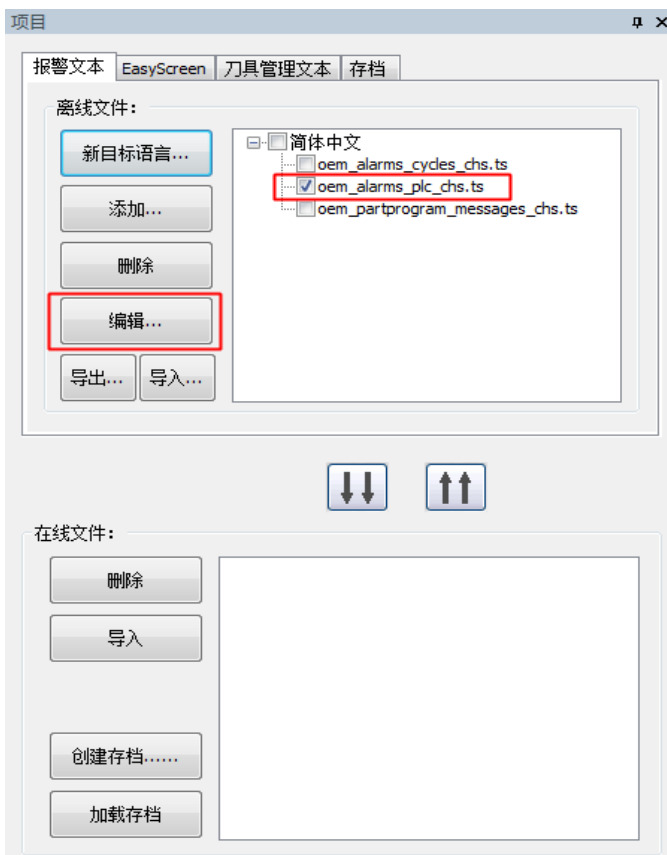 项目
报警文本 EasyScreen 刀具管理文本 存档
离线文件：
新目标语言...
添加...
删除
编辑...
导出... 导入...
简体中文
oem_alarms_cycles_chs.ts
oem_alarms_plc_chs.ts
oem_partprogram_messages_chs.ts
在线文件：
删除
导入
创建存档......
加载存档